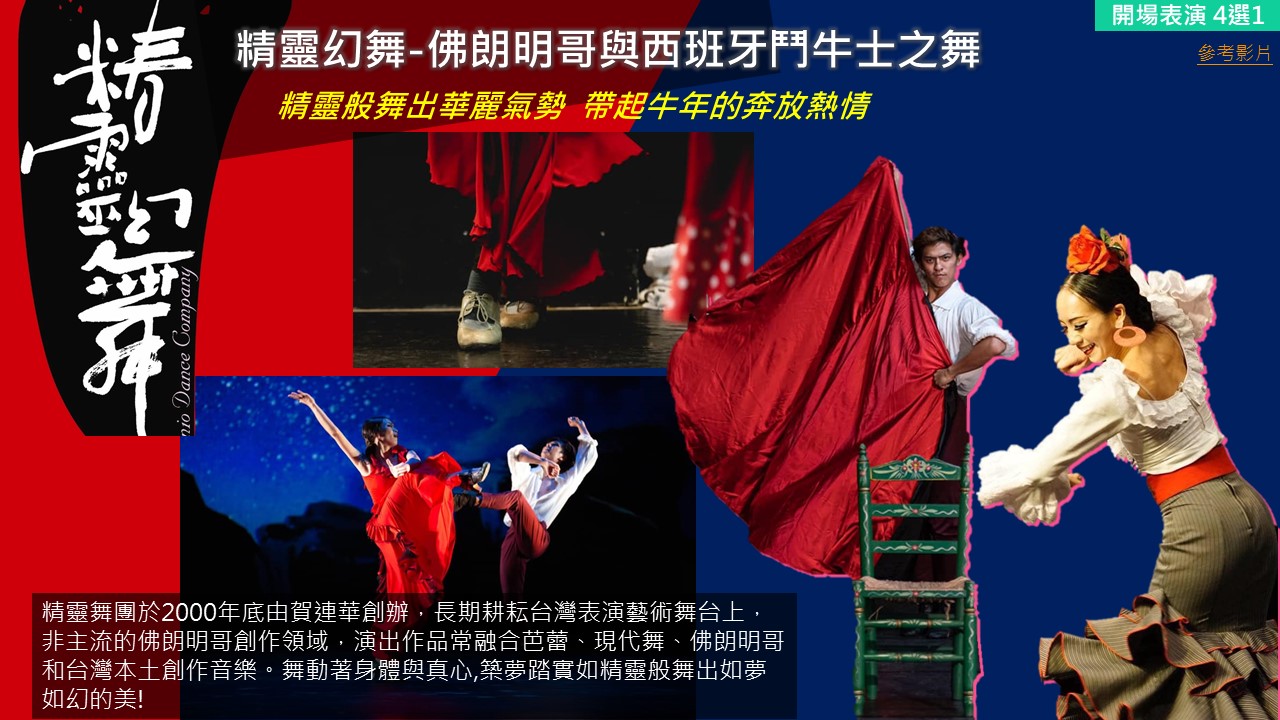 開場表演 4選1
參考影片
精靈幻舞-佛朗明哥與西班牙鬥牛士之舞
精靈般舞出華麗氣勢 帶起牛年的奔放熱情
精靈幻舞
nio Dance Company
精靈舞團於2000年底由賀連華創辦，長期耕耘台灣表演藝術舞台上，
非主流的佛朗明哥創作領域，演出作品常融合芭蕾、現代舞、佛朗明哥
和台灣本土創作音樂。舞動著身體與真心,築夢踏實如精靈般舞出如夢
如幻的美!